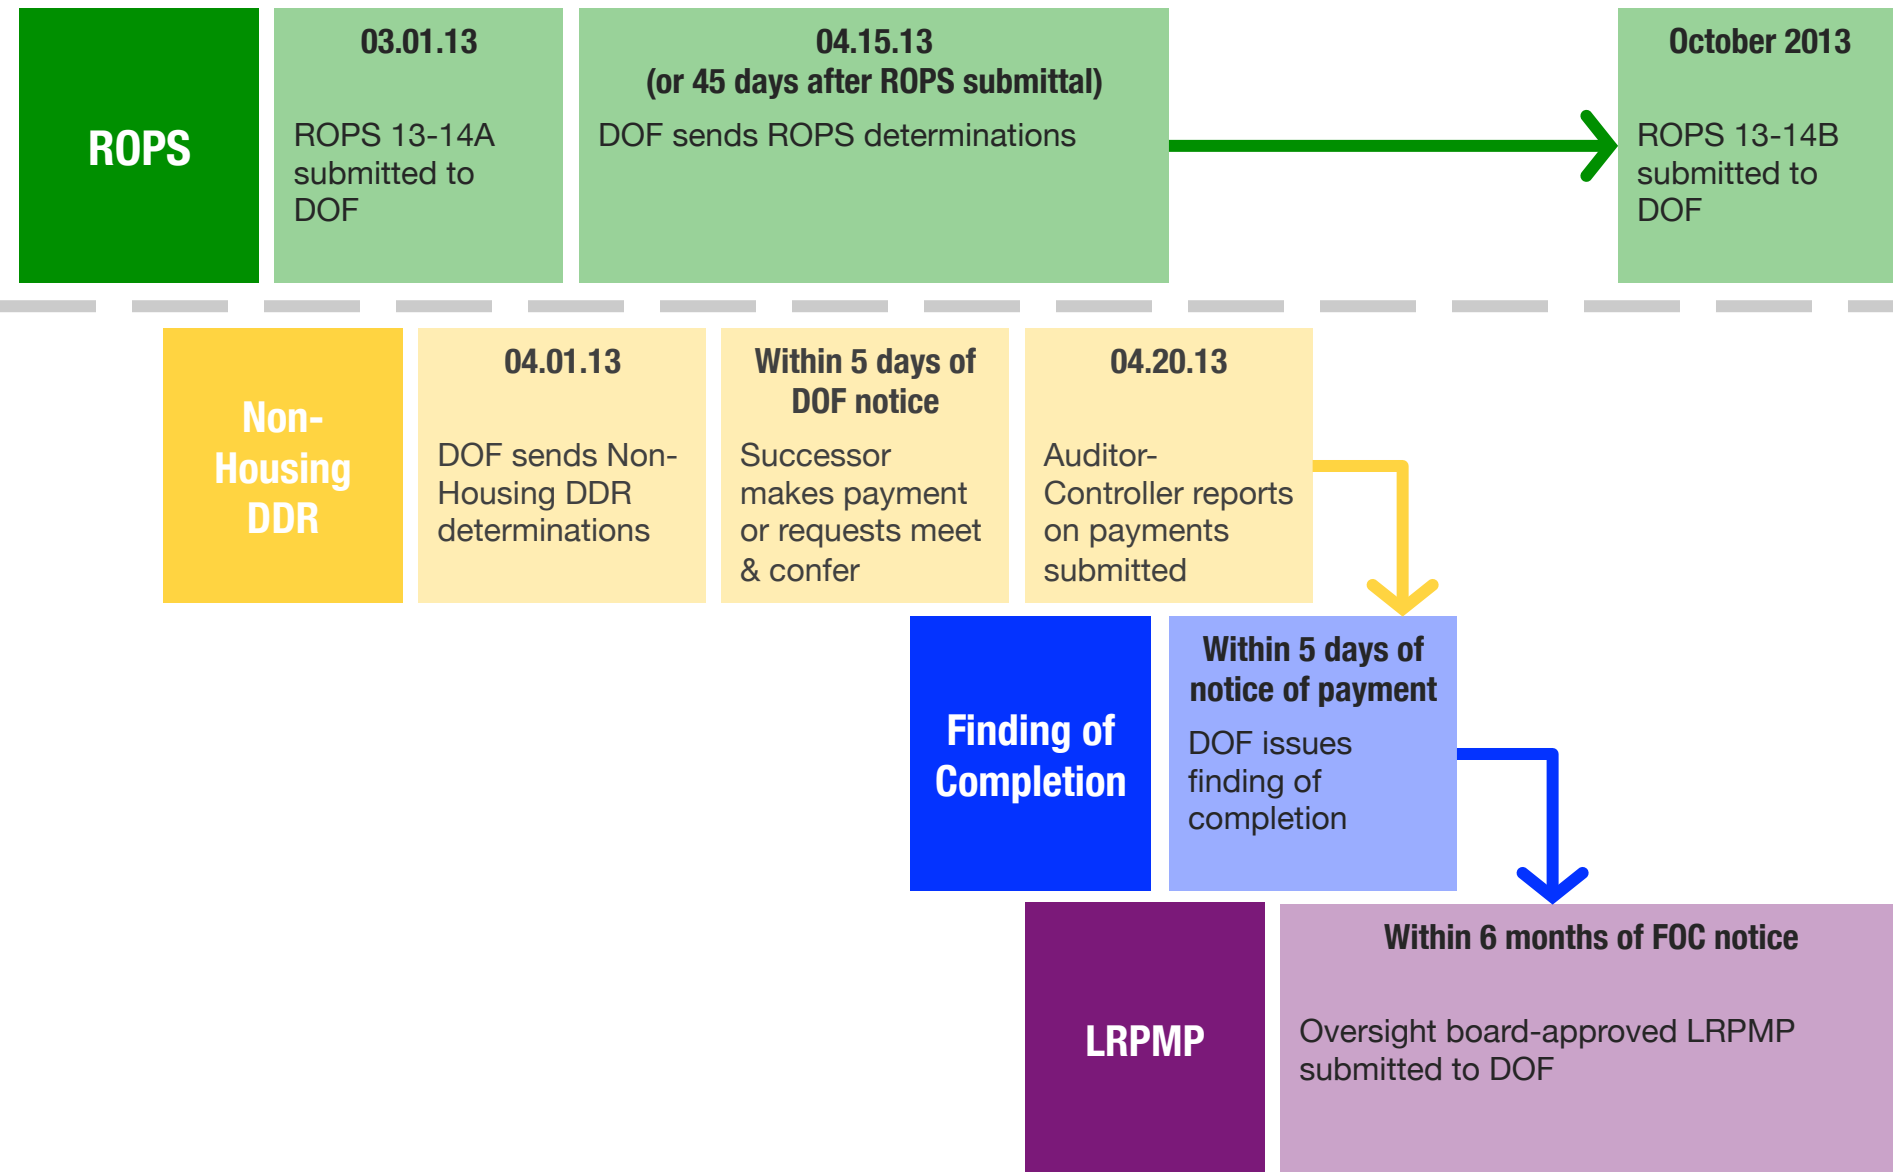 ROPS
03.01.13
ROPS 13-14A
submitted to
DOF
04.15.13
(or 45 days after ROPS submittal)
DOF sends ROPS determinations
October 2013
ROPS 13-14B
submitted to
DOF
Non-
Housing
DDR
04.01.13
DOF sends Non-
Housing DDR
determinations
Within 5 days of
DOF notice
Successor
makes payment
or requests meet
& confer
04.20.13
Auditor-
Controller reports
on payments
submitted
Finding of
Completion
Within 5 days of
notice of payment
DOF issues
finding of
completion
LRPMP
Within 6 months of FOC notice
Oversight board-approved LRPMP
submitted to DOF